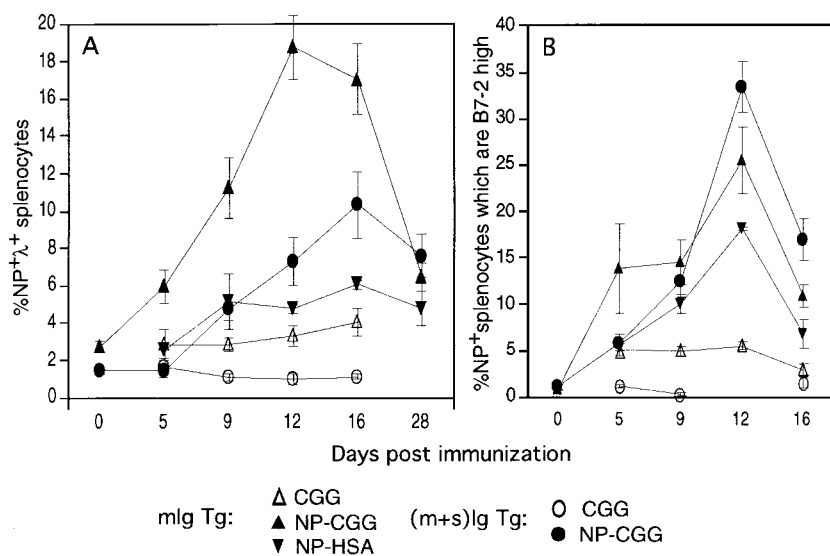 A
%NP+λ+ splenocytes
20
18
16
14
12
10
8
6
4
2
0
0 5 9 12 16 28
B
%NP+splenocytes which are B7-2 high
40
35
30
25
20
15
10
5
0
0 5 9 12 16
Days post immunization
mIg Tg:
CGG
NP-CGG
NP-HSA
(m+s)Ig Tg:
CGG
NP-CGG